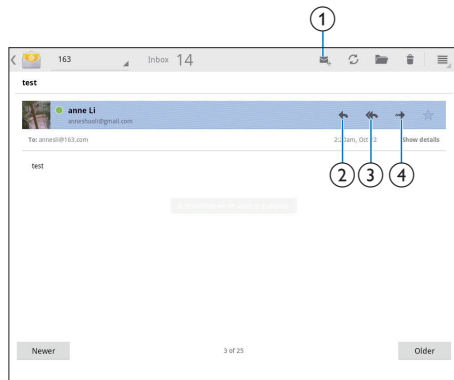 1
163 Inbox 14
test
anne Li
anneshuoli@gmail.com
To: annesli@163.com Show details
2 3 4
test
Newer 3 of 25 Older